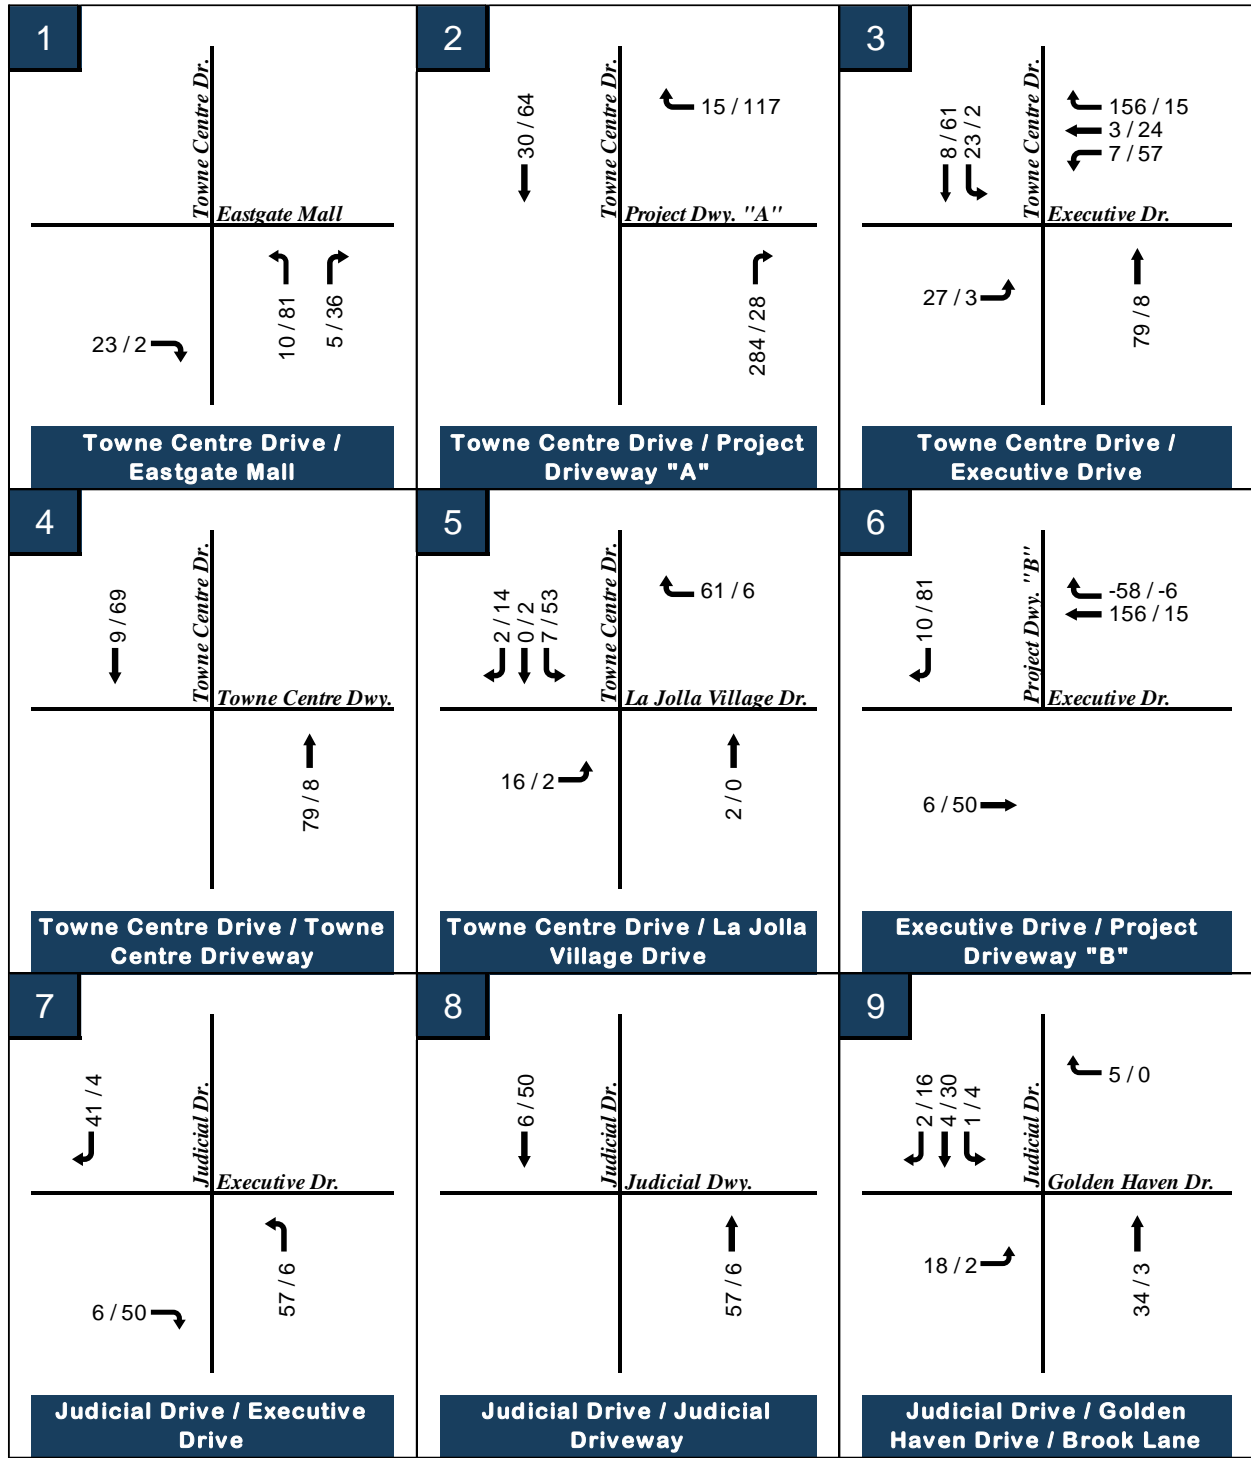 1
Towne Centre Dr.
Eastgate Mall
10 / 81
5 / 36
23 / 2
Towne Centre Drive /
Eastgate Mall
2
30 / 64
Towne Centre Dr.
15 / 117
Project Dwy. "A"
284 / 28
Towne Centre Drive / Project
Driveway "A"
3
8 / 61
23 / 2
Towne Centre Dr.
156 / 15
3 / 24
7 / 57
Executive Dr.
27 / 3
79 / 8
Towne Centre Drive /
Executive Drive
4
9 / 69
Towne Centre Dr.
Towne Centre Dwy.
79 / 8
Towne Centre Drive / Towne
Centre Driveway
5
2 / 14
0 / 2
7 / 53
Towne Centre Dr.
61 / 6
La Jolla Village Dr.
16 / 2
2 / 0
Towne Centre Drive / La Jolla
Village Drive
6
10 / 81
Project Dwy. "B"
-58 / -6
156 / 15
Executive Dr.
6 / 50
Executive Drive / Project
Driveway "B"
7
41 / 4
Judicial Dr.
Executive Dr.
6 / 50
57 / 6
Judicial Drive / Executive
Drive
8
6 / 50
Judicial Dr.
Judicial Dwy.
57 / 6
Judicial Drive / Judicial
Driveway
9
2 / 16
4 / 30
1 / 4
Judicial Dr.
5 / 0
Golden Haven Dr.
18 / 2
34 / 3
Judicial Drive / Golden
Haven Drive / Brook Lane